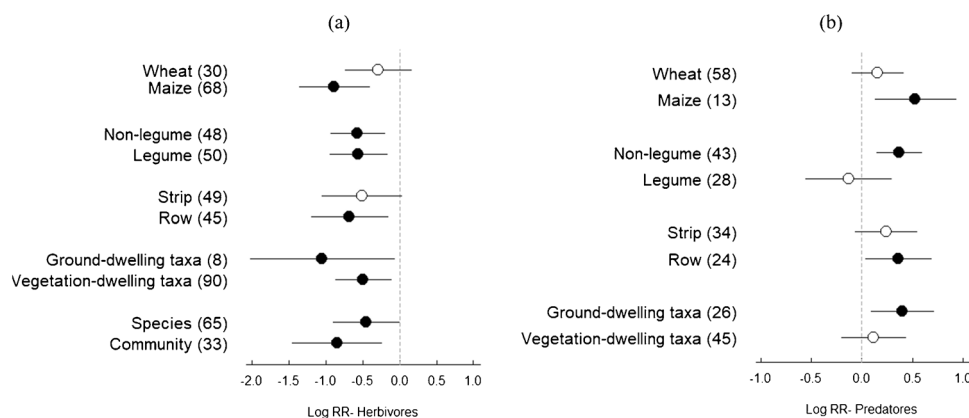 (a)
Wheat (30)
Maize (68)
Non-legume (48)
Legume (50)
Strip (49)
Row (45)
Ground-dwelling taxa (8)
Vegetation-dwelling taxa (90)
Species (65)
Community (33)
-2.0 -1.5 -1.0 -0.5 0.0 0.5 1.0
Log RR- Herbivores
(b)
Wheat (58)
Maize (13)
Non-legume (43)
Legume (28)
Strip (34)
Row (24)
Ground-dwelling taxa (26)
Vegetation-dwelling taxa (45)
-1.0 -0.5 0.0 0.5 1.0
Log RR- Predatores